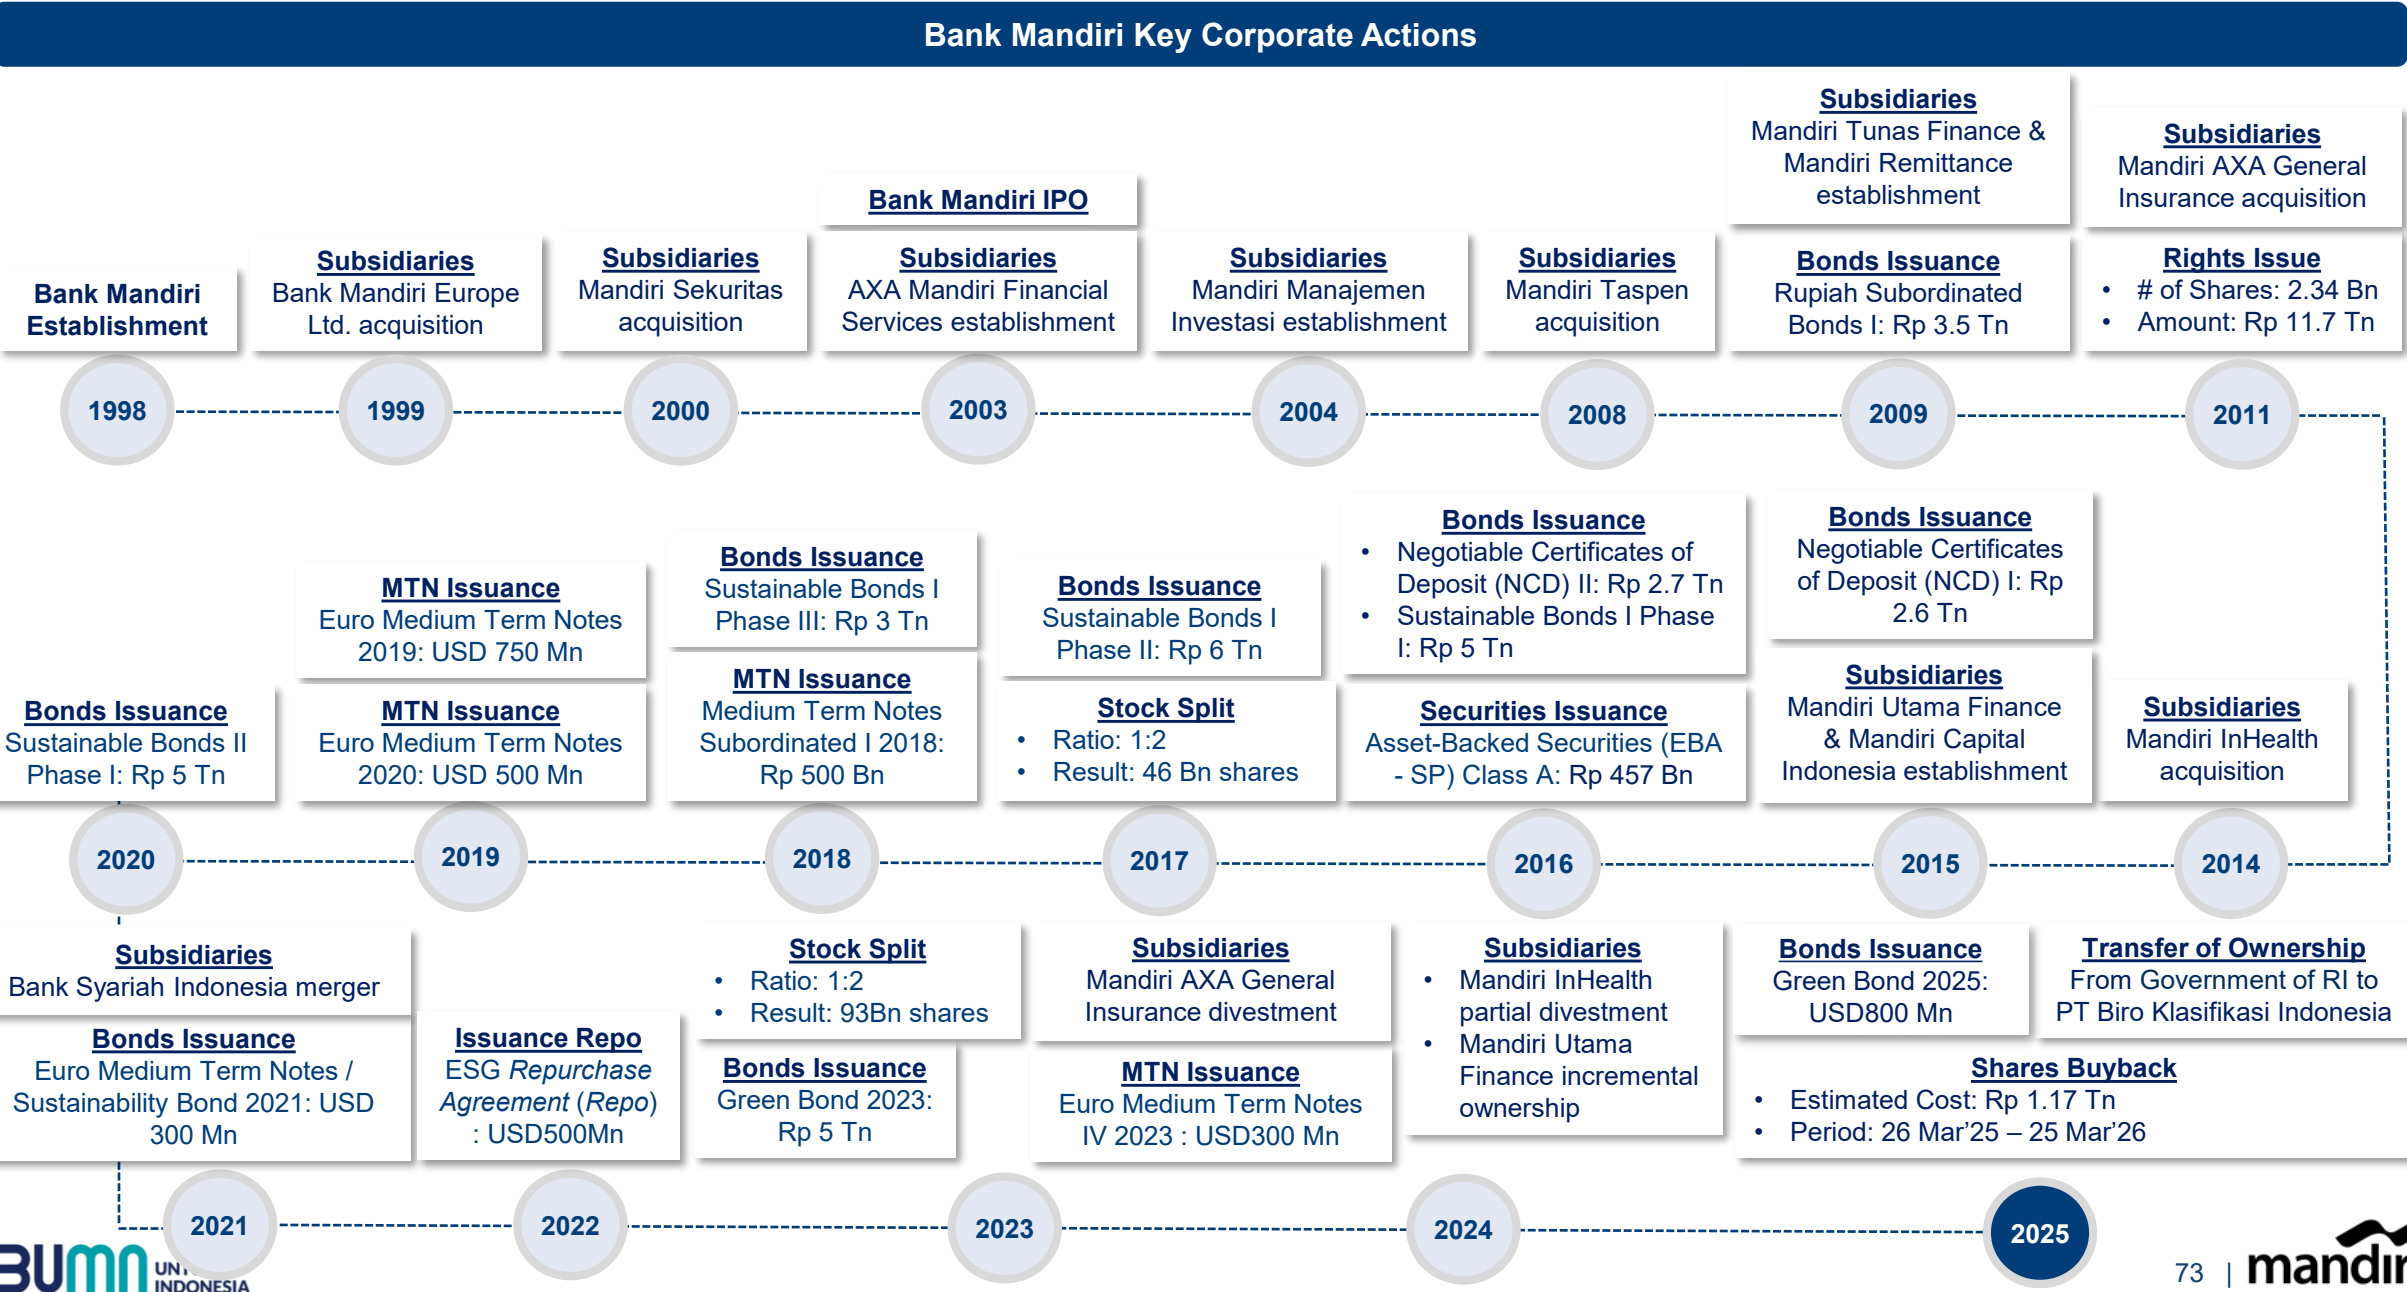 Bank Mandiri Key Corporate Actions
Bank Mandiri
Establishment
1998
Subsidiaries
Bank Mandiri Europe
Ltd. acquisition
1999
Subsidiaries
Mandiri Sekuritas
acquisition
2000
Bank Mandiri IPO
Subsidiaries
AXA Mandiri Financial
Services establishment
2003
Subsidiaries
Mandiri Manajemen
Investasi establishment
2004
Subsidiaries
Mandiri Taspen
acquisition
2008
Subsidiaries
Mandiri Tunas Finance &
Mandiri Remittance
establishment
Bonds Issuance
Rupiah Subordinated
Bonds I: Rp 3.5 Tn
2009
Subsidiaries
Mandiri AXA General
Insurance acquisition
Rights Issue
• # of Shares: 2.34 Bn
• Amount: Rp 11.7 Tn
2011
Bonds Issuance
Sustainable Bonds II
Phase I: Rp 5 Tn
2020
MTN Issuance
Euro Medium Term Notes
2019: USD 750 Mn
MTN Issuance
Euro Medium Term Notes
2020: USD 500 Mn
2019
Bonds Issuance
Sustainable Bonds I
Phase III: Rp 3 Tn
MTN Issuance
Medium Term Notes
Subordinated I 2018:
Rp 500 Bn
2018
Bonds Issuance
Sustainable Bonds I
Phase II: Rp 6 Tn
Stock Split
• Ratio: 1:2
• Result: 46 Bn shares
2017
Bonds Issuance
• Negotiable Certificates of
Deposit (NCD) II: Rp 2.7 Tn
• Sustainable Bonds I Phase
I: Rp 5 Tn
Securities Issuance
Asset-Backed Securities (EBA
- SP) Class A: Rp 457 Bn
2016
Bonds Issuance
Negotiable Certificates
of Deposit (NCD) I: Rp
2.6 Tn
Subsidiaries
Mandiri Utama Finance
& Mandiri Capital
Indonesia establishment
2015
Subsidiaries
Mandiri InHealth
acquisition
2014
Subsidiaries
Bank Syariah Indonesia merger
Bonds Issuance
Euro Medium Term Notes /
Sustainability Bond 2021: USD
300 Mn
2021
Issuance Repo
ESG Repurchase
Agreement (Repo)
: USD500Mn
2022
Stock Split
• Ratio: 1:2
• Result: 93Bn shares
Bonds Issuance
Green Bond 2023:
Rp 5 Tn
Subsidiaries
Mandiri AXA General
Insurance divestment
MTN Issuance
Euro Medium Term Notes
IV 2023 : USD300 Mn
2023
Subsidiaries
• Mandiri InHealth
partial divestment
• Mandiri Utama
Finance incremental
ownership
2024
Bonds Issuance
Green Bond 2025:
USD800 Mn
Transfer of Ownership
From Government of RI to
PT Biro Klasifikasi Indonesia
Shares Buyback
• Estimated Cost: Rp 1.17 Tn
• Period: 26 Mar'25 – 25 Mar'26
2025
BUMN
INDONESIA
73 |
mandiri